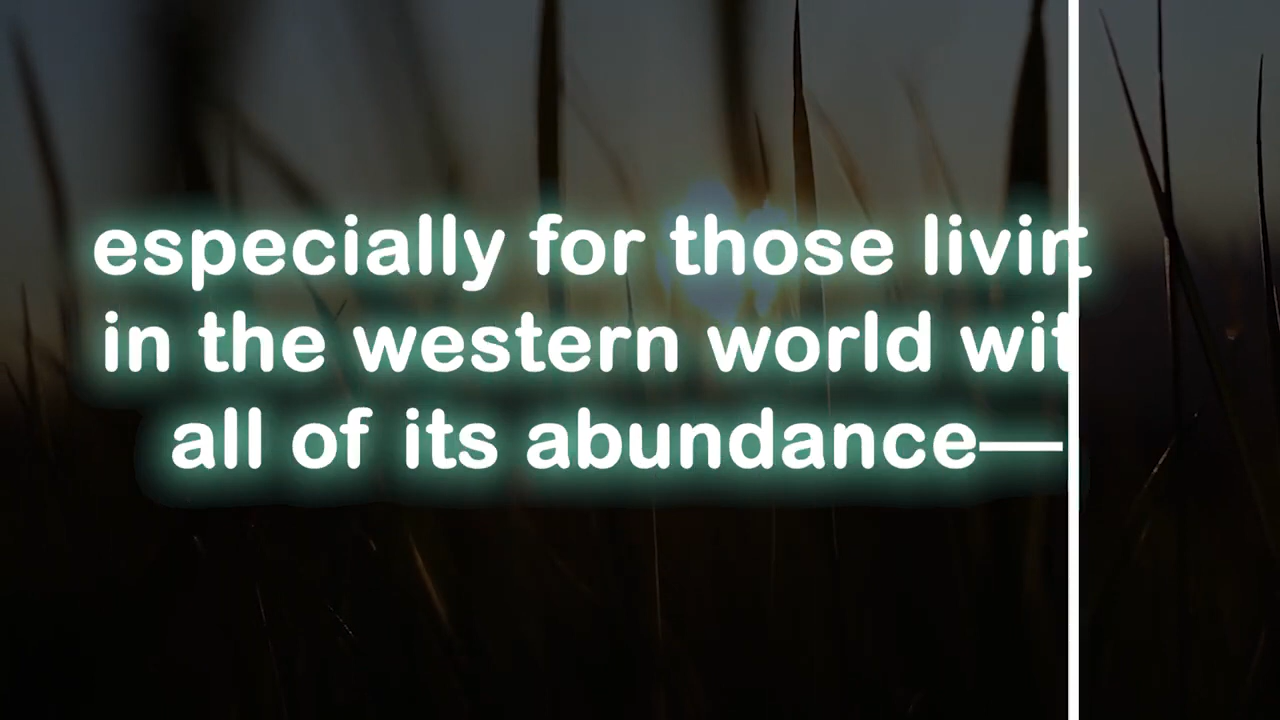 especially for those livin
in the western world wit
all of its abundance—